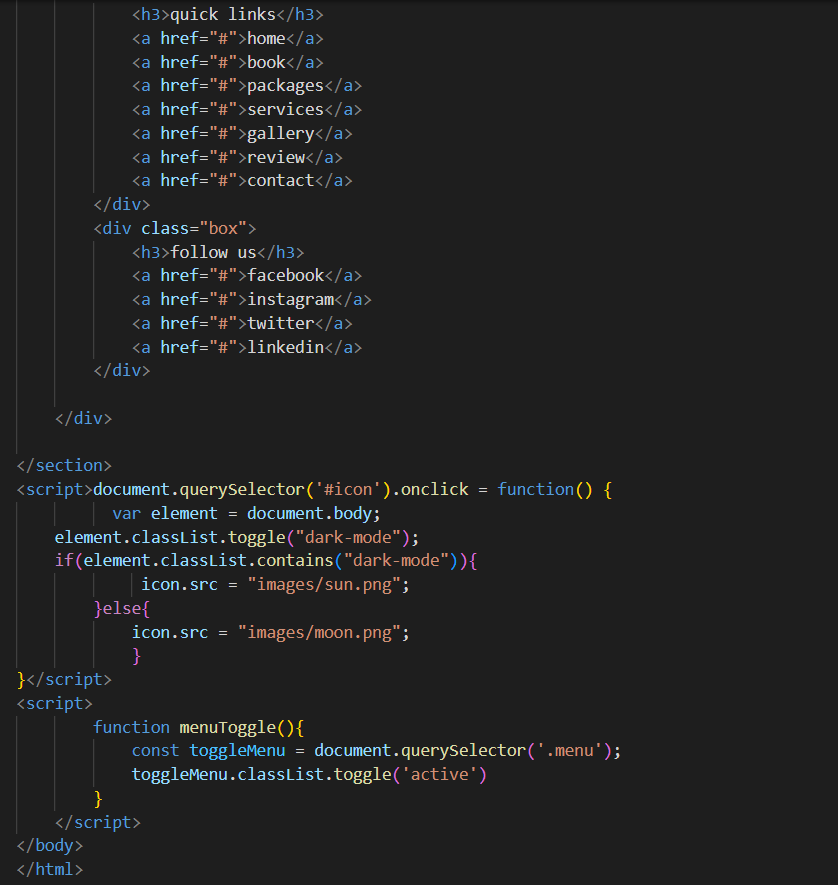 <h3>quick links</h3>
<a href="#">home</a>
<a href="#">book</a>
<a href="#">packages</a>
<a href="#">services</a>
<a href="#">gallery</a>
<a href="#">review</a>
<a href="#">contact</a>
</div>
<div class="box">
<h3>follow us</h3>
<a href="#">facebook</a>
<a href="#">instagram</a>
<a href="#">twitter</a>
<a href="#">linkedin</a>
</div>
</div>
</section>
<script>document.querySelector('#icon').onclick = function() {
var element = document.body;
element.classList.toggle("dark-mode");
if(element.classList.contains("dark-mode")){
icon.src = "images/sun.png";
}else{
icon.src = "images/moon.png";
}
}</script>
<script>
function menuToggle(){
const toggleMenu = document.querySelector('.menu');
toggleMenu.classList.toggle('active')
}
</script>
</body>
</html>